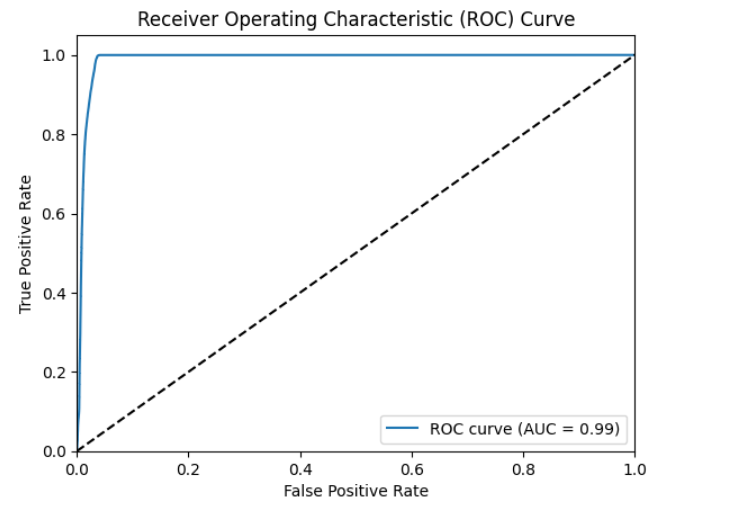 Receiver Operating Characteristic (ROC) Curve
1.0
0.8
0.6
0.4
0.2
0.0
True Positive Rate
ROC curve (AUC = 0.99)
0.0 0.2 0.4 0.6 0.8 1.0
False Positive Rate